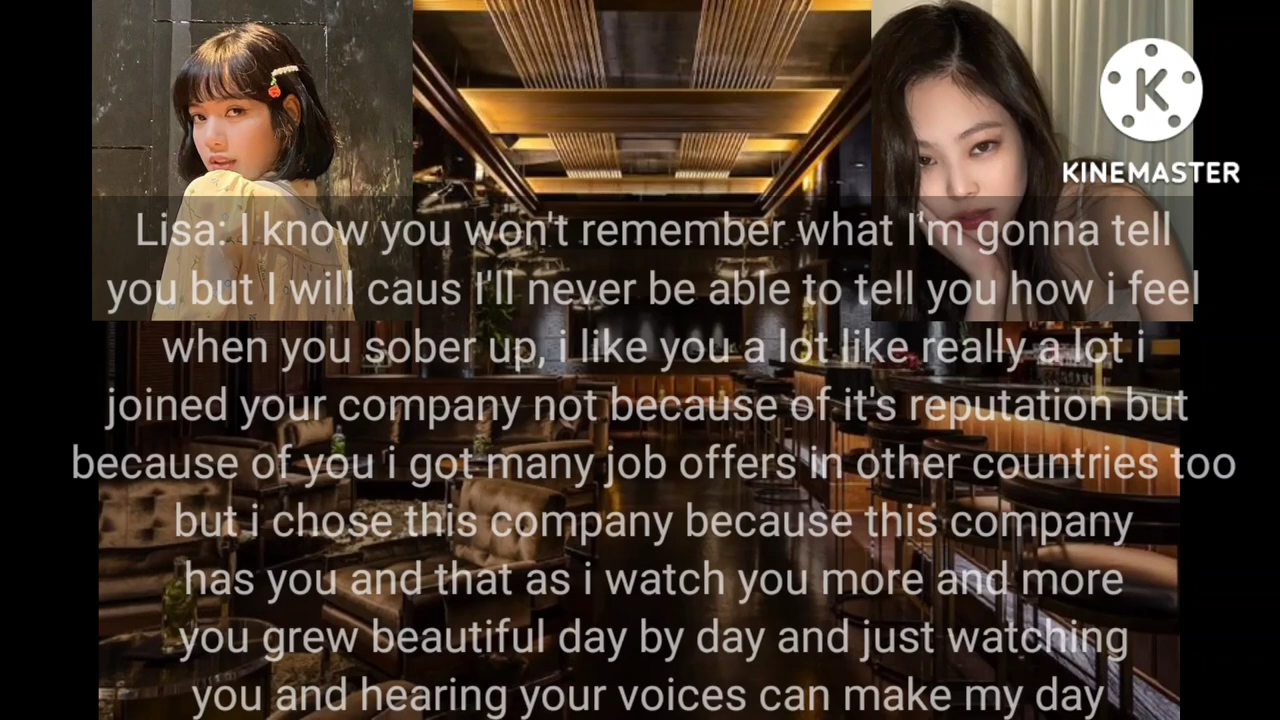 KINEMASTER
Lisa: I know you won't remember what I'm gonna tell
you but I will caus I'll never be able to tell you how i feel
when you sober up, i like you a lot like really a lot i
joined your company not because of it's reputation but
because of you i got many job offers in other countries too
but i chose this company because this company
has you and that as i watch you more and more
you grew beautiful day by day and just watching
you and hearing your voices can make my day